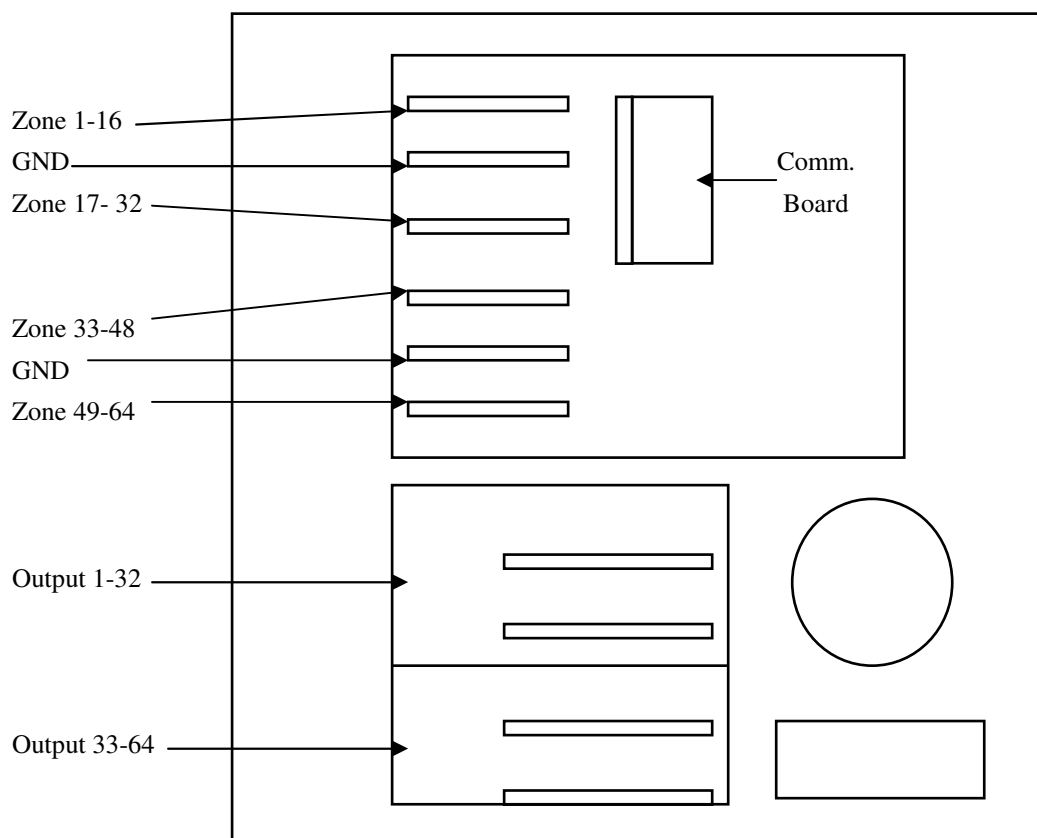 Zone 1-16
GND
Zone 17- 32
Zone 33-48
GND
Zone 49-64
Comm.
Board
Output 1-32
Output 33-64